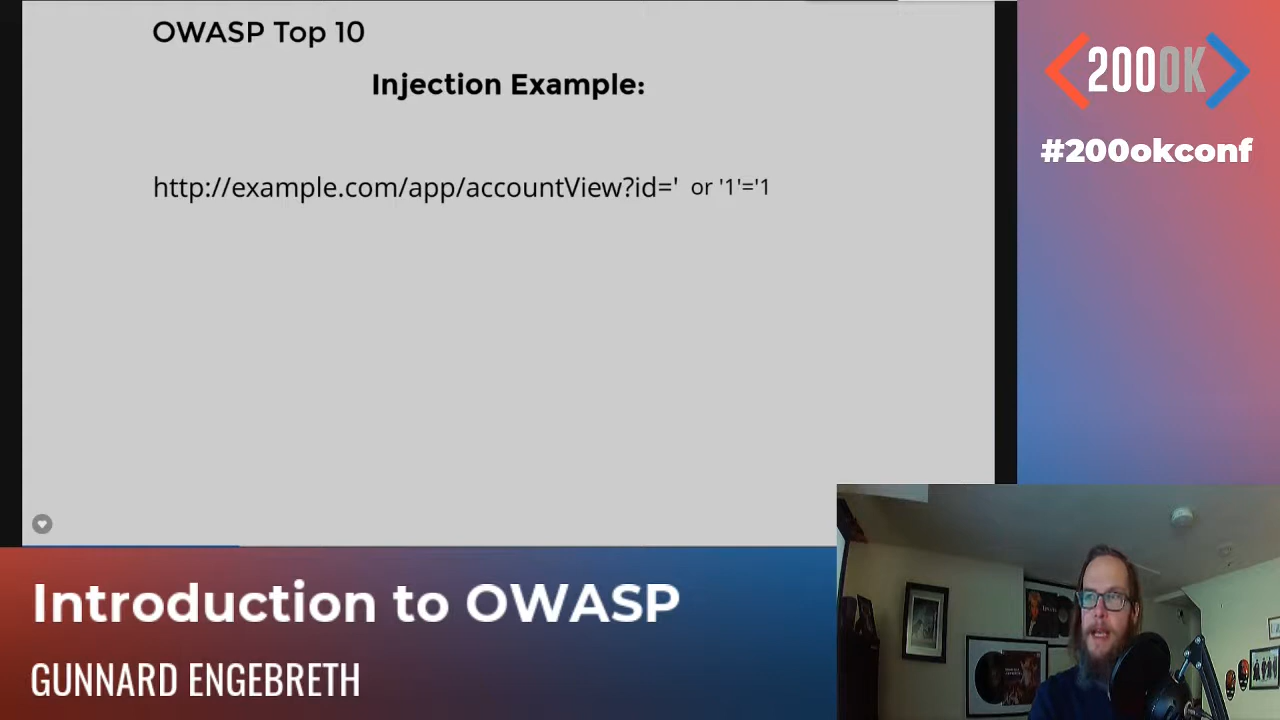 OWASP Top 10
Injection Example:
http://example.com/app/accountView?id=' or '1'='1
200OK
#200okconf
Introduction to OWASP
GUNNARD ENGEBRETH